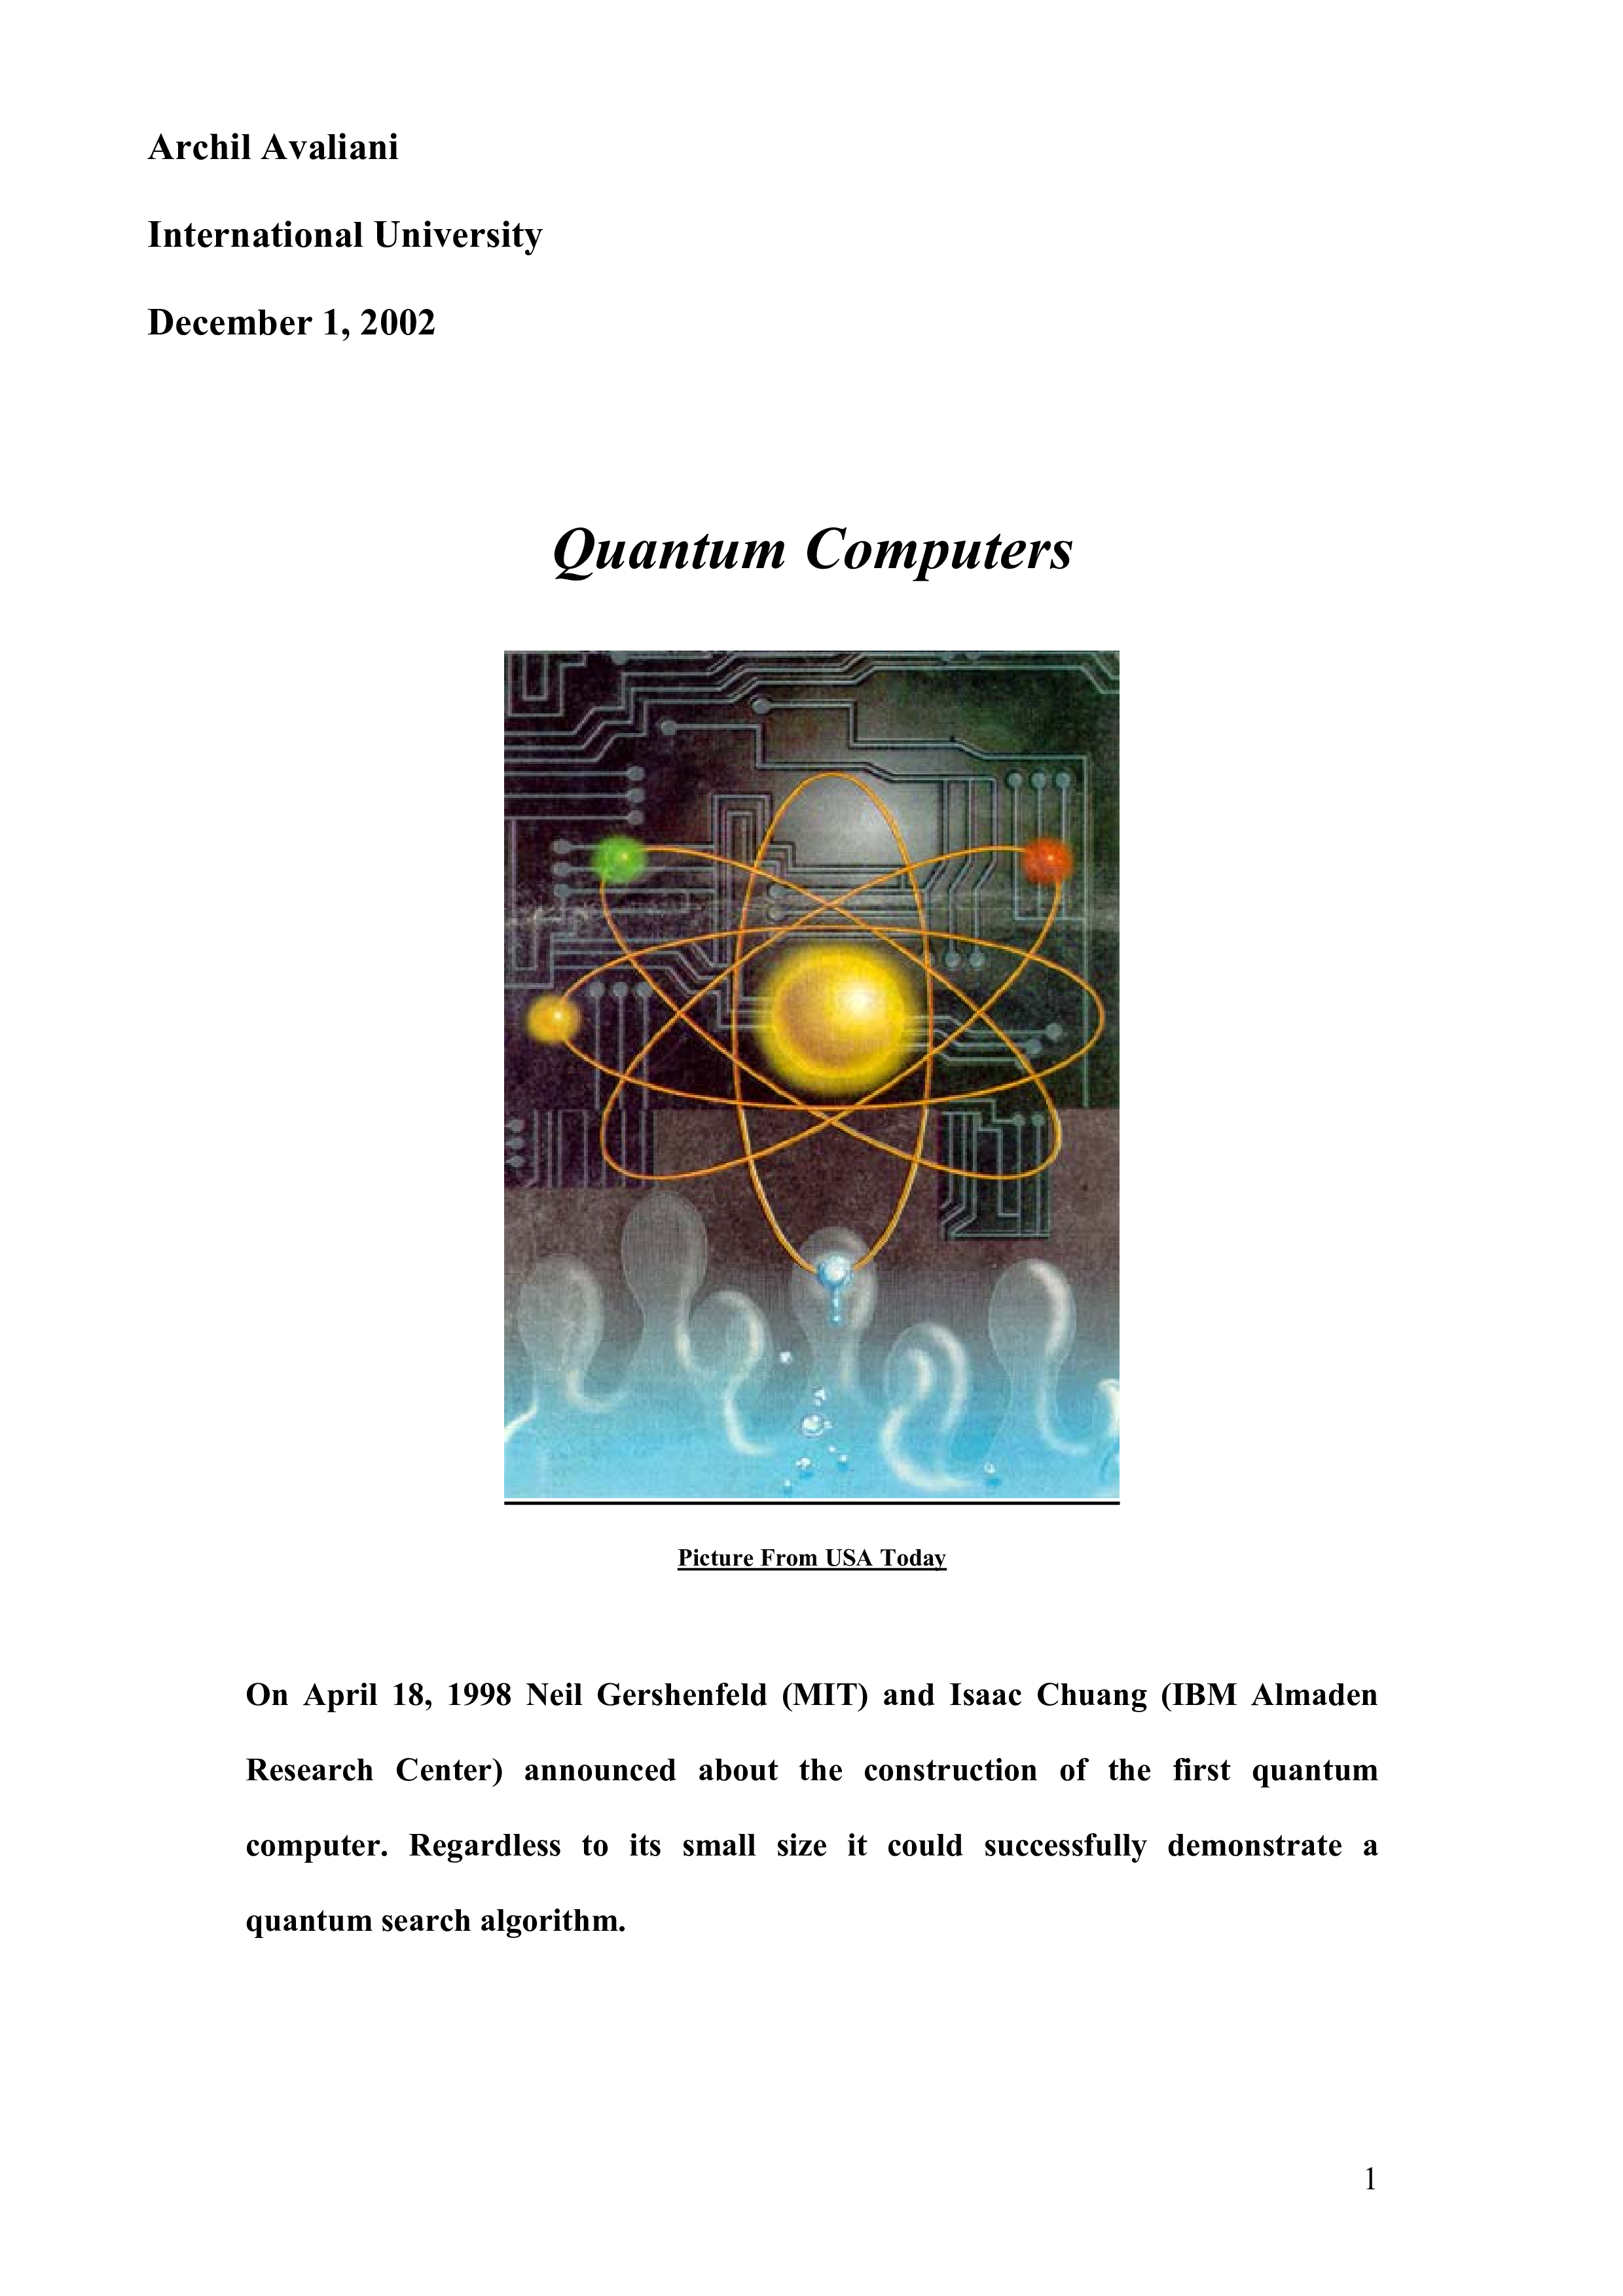 Archil Avaliani
International University
December 1, 2002
Quantum Computers
Picture From USA Today
On April 18, 1998 Neil Gershenfeld (MIT) and Isaac Chuang (IBM Almaden
Research Center) announced about the construction of the first quantum
computer. Regardless to its small size it could successfully demonstrate a
quantum search algorithm.
1